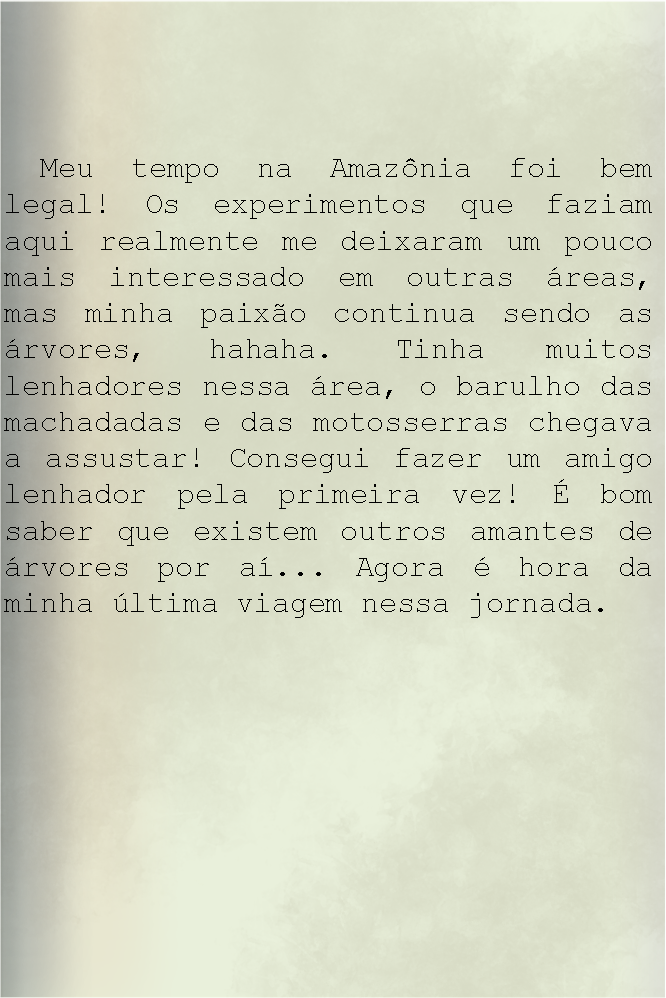 Meu tempo na Amazônia foi bem
legal! Os experimentos que faziam
aqui realmente me deixaram um pouco
mais interessado em outras áreas,
mas minha paixão continua sendo as
árvores, hahaha. Tinha muitos
lenhadores nessa área, o barulho das
machadadas e das motosserras chegava
a assustar! Consegui fazer um amigo
lenhador pela primeira vez! É bom
saber que existem outros amantes de
árvores por aí... Agora é hora da
minha última viagem nessa jornada.